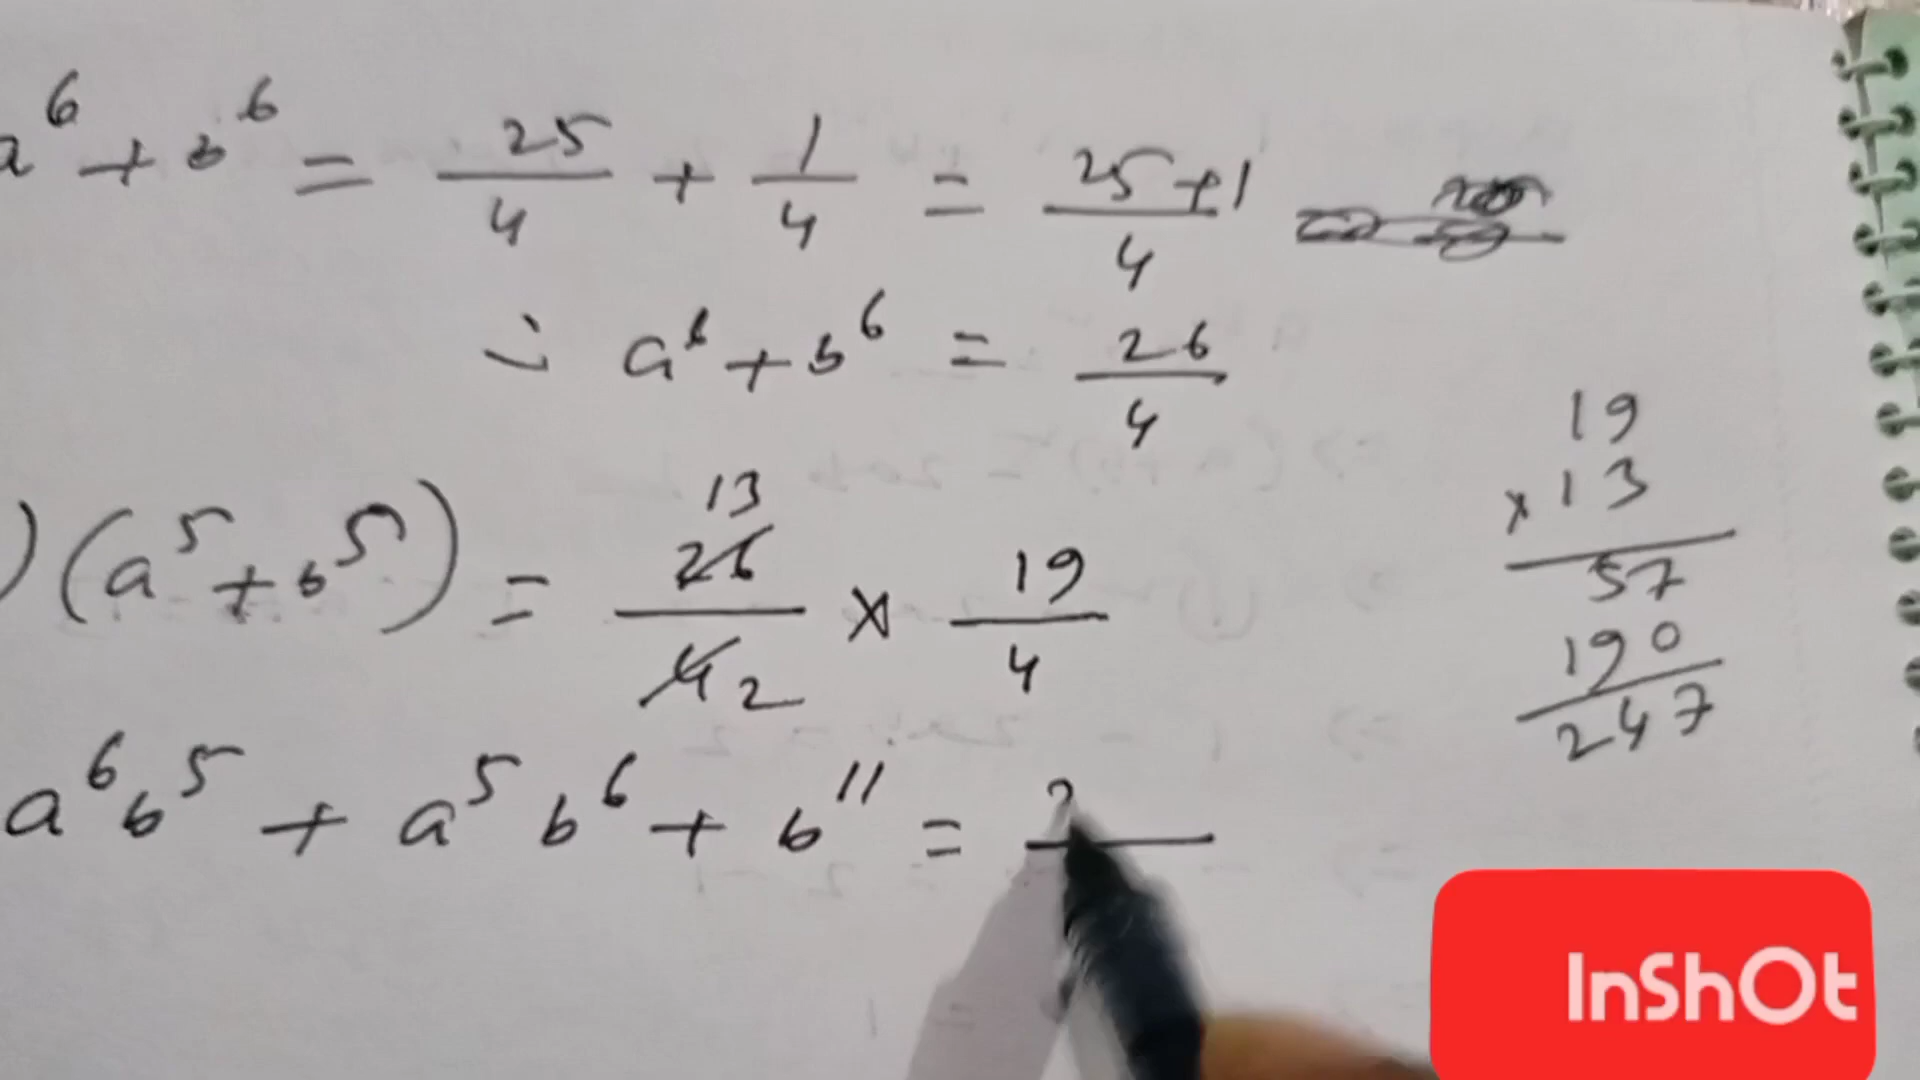 a⁶ + b⁶ = 25/4 + 1/4 = 25+1/4
∴ a⁶ + b⁶ = 26/4
) (a⁵ + b⁵) = 26/4 × 19/4
13
2
a⁶b⁵ + a⁵b⁶ + b¹¹ =
19
×13
57
190
247
InShOt